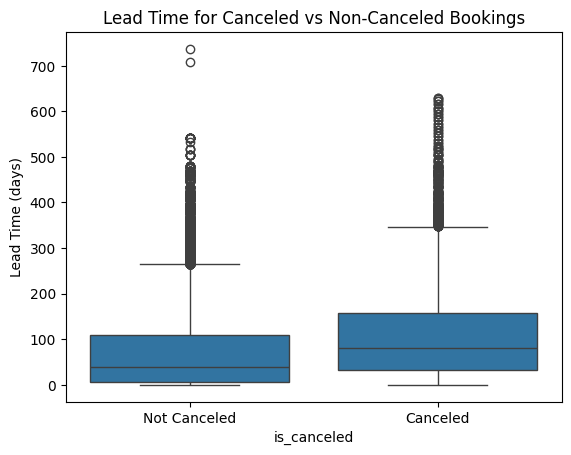 Lead Time for Canceled vs Non-Canceled Bookings
Lead Time (days)
700
600
500
400
300
200
100
0
Not Canceled
Canceled
is_canceled